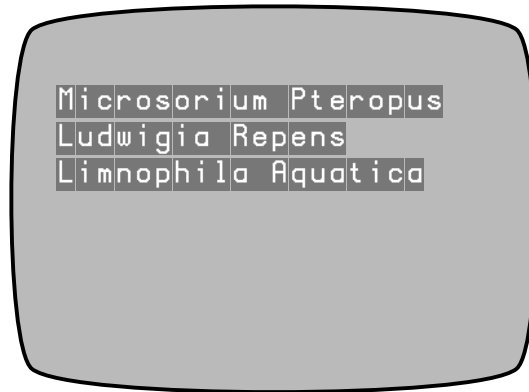 Microsorium Pteropus
Ludwigia Repens
Limnophila Aquatica